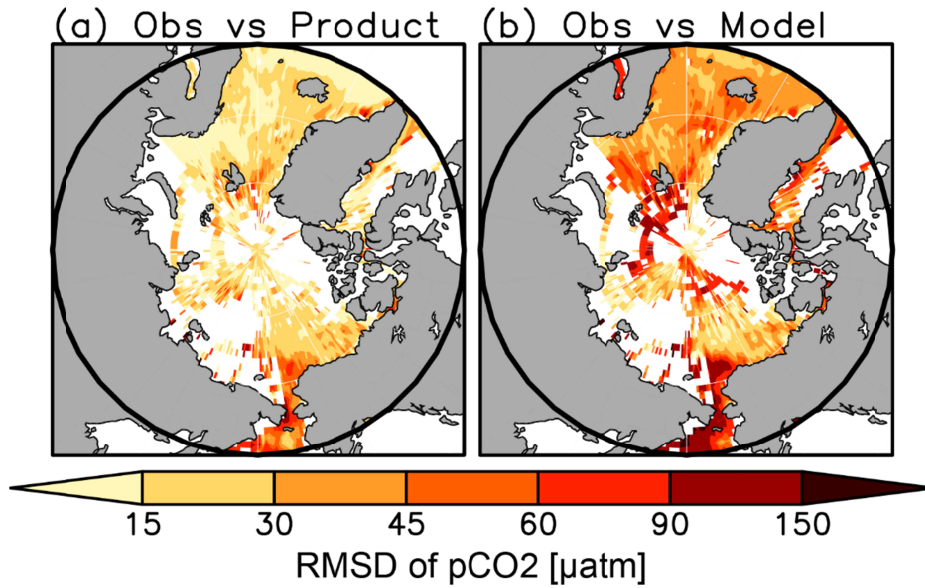 (a) Obs vs Product
(b) Obs vs Model
15 30 45 60 90 150
RMSD of pCO2 [µatm]